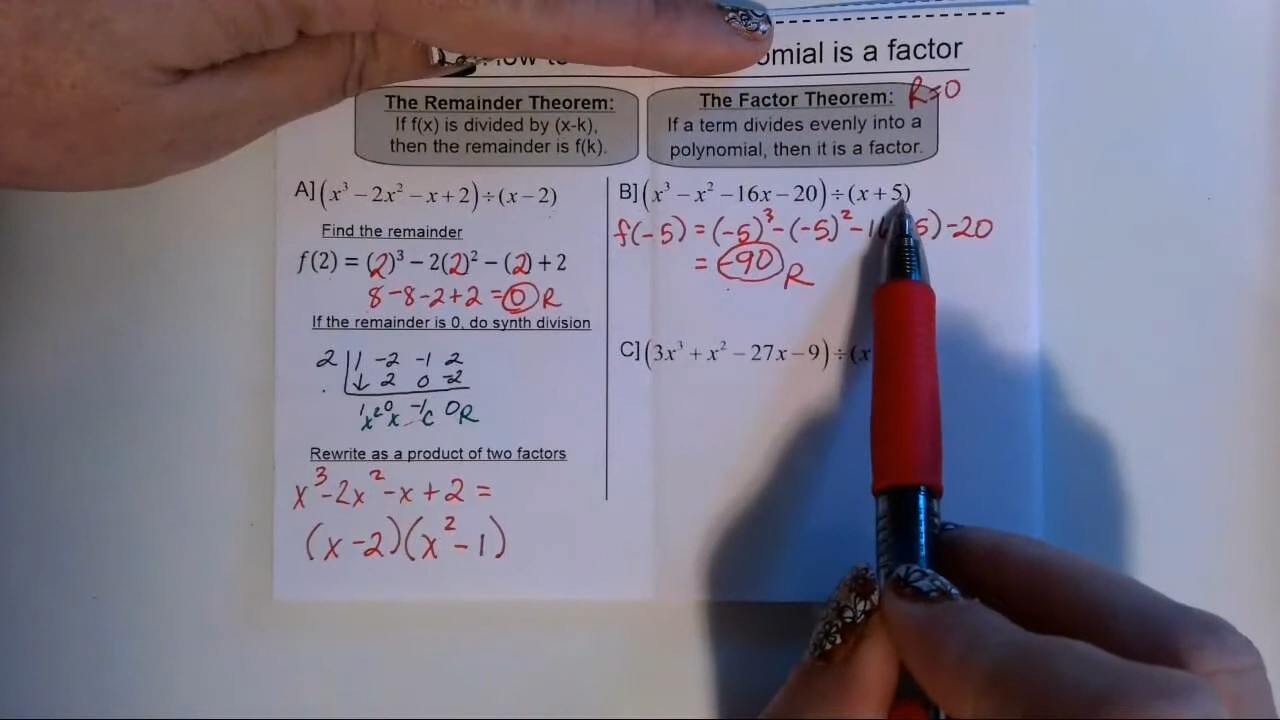 How to omial is a factor
The Remainder Theorem:
If f(x) is divided by (x-k),
then the remainder is f(k).
The Factor Theorem: R=0
If a term divides evenly into a
polynomial, then it is a factor.
A](x³ − 2x² − x + 2) ÷ (x − 2)
Find the remainder
f(2) = (2)³ − 2(2)² − (2) + 2
8 - 8 - 2 + 2 = 0 R
If the remainder is 0, do synth division
2 | 1 -2 -1 2
↓ 2 0 -2
1x² 0x -1c 0R
Rewrite as a product of two factors
x³ - 2x² - x + 2 =
(x - 2)(x² - 1)
B](x³ − x² − 16x − 20) ÷ (x + 5)
f(-5) = (-5)³ - (-5)² - 1 5) - 20
= -90 R
C](3x³ + x² − 27x − 9) ÷ (x